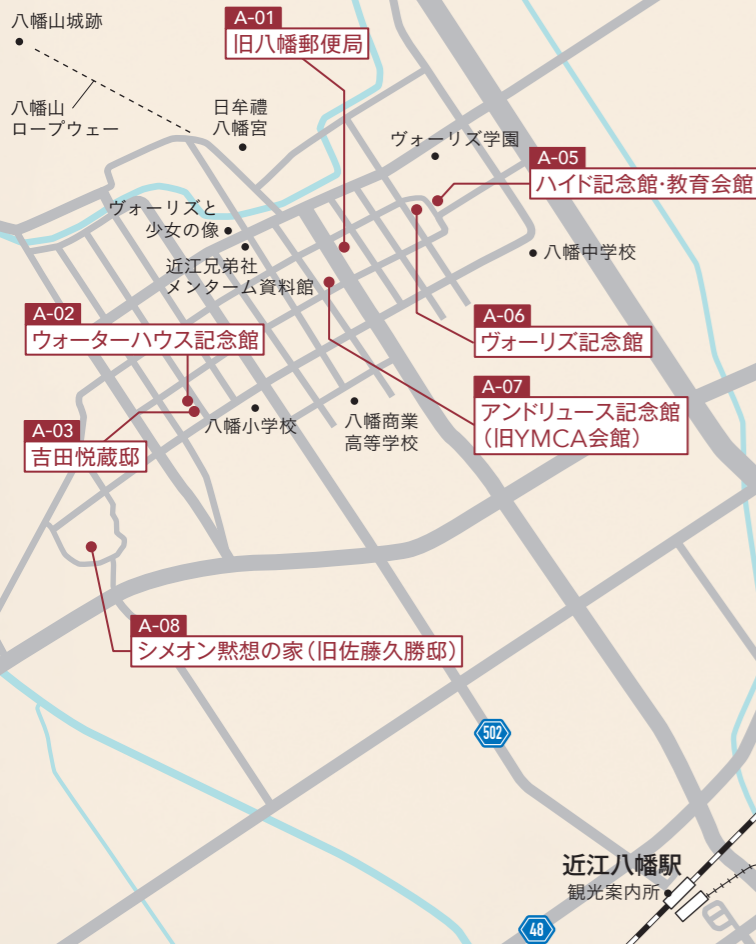 八幡山城跡
A-01
旧八幡郵便局
八幡山
ロープウェー
日牟禮
八幡宮
ヴォーリズ学園
A-05
ハイド記念館・教育会館
ヴォーリズと
少女の像
近江兄弟社
メンターム資料館
八幡中学校
A-02
ウォーターハウス記念館
A-06
ヴォーリズ記念館
A-07
アンドリュース記念館
（旧YMCA会館）
A-03
吉田悦蔵邸
八幡小学校
八幡商業
高等学校
A-08
シメオン黙想の家（旧佐藤久勝邸）
502
近江八幡駅
観光案内所
48